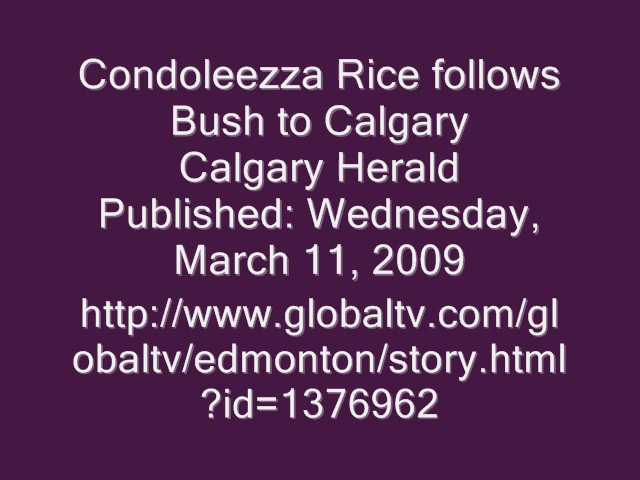 Condoleezza Rice follows
Bush to Calgary
Calgary Herald
Published: Wednesday,
March 11, 2009
http://www.globaltv.com/gl
obaltv/edmonton/story.html
?id=1376962